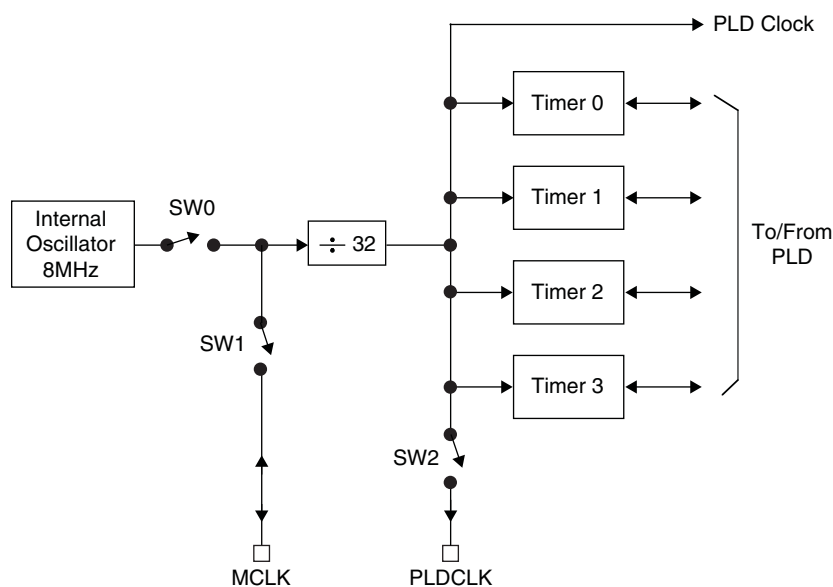 PLD Clock
Timer 0
Timer 1
SW0
Internal
Oscillator
8MHz
÷ 32
To/From
PLD
Timer 2
SW1
Timer 3
SW2
MCLK
PLDCLK